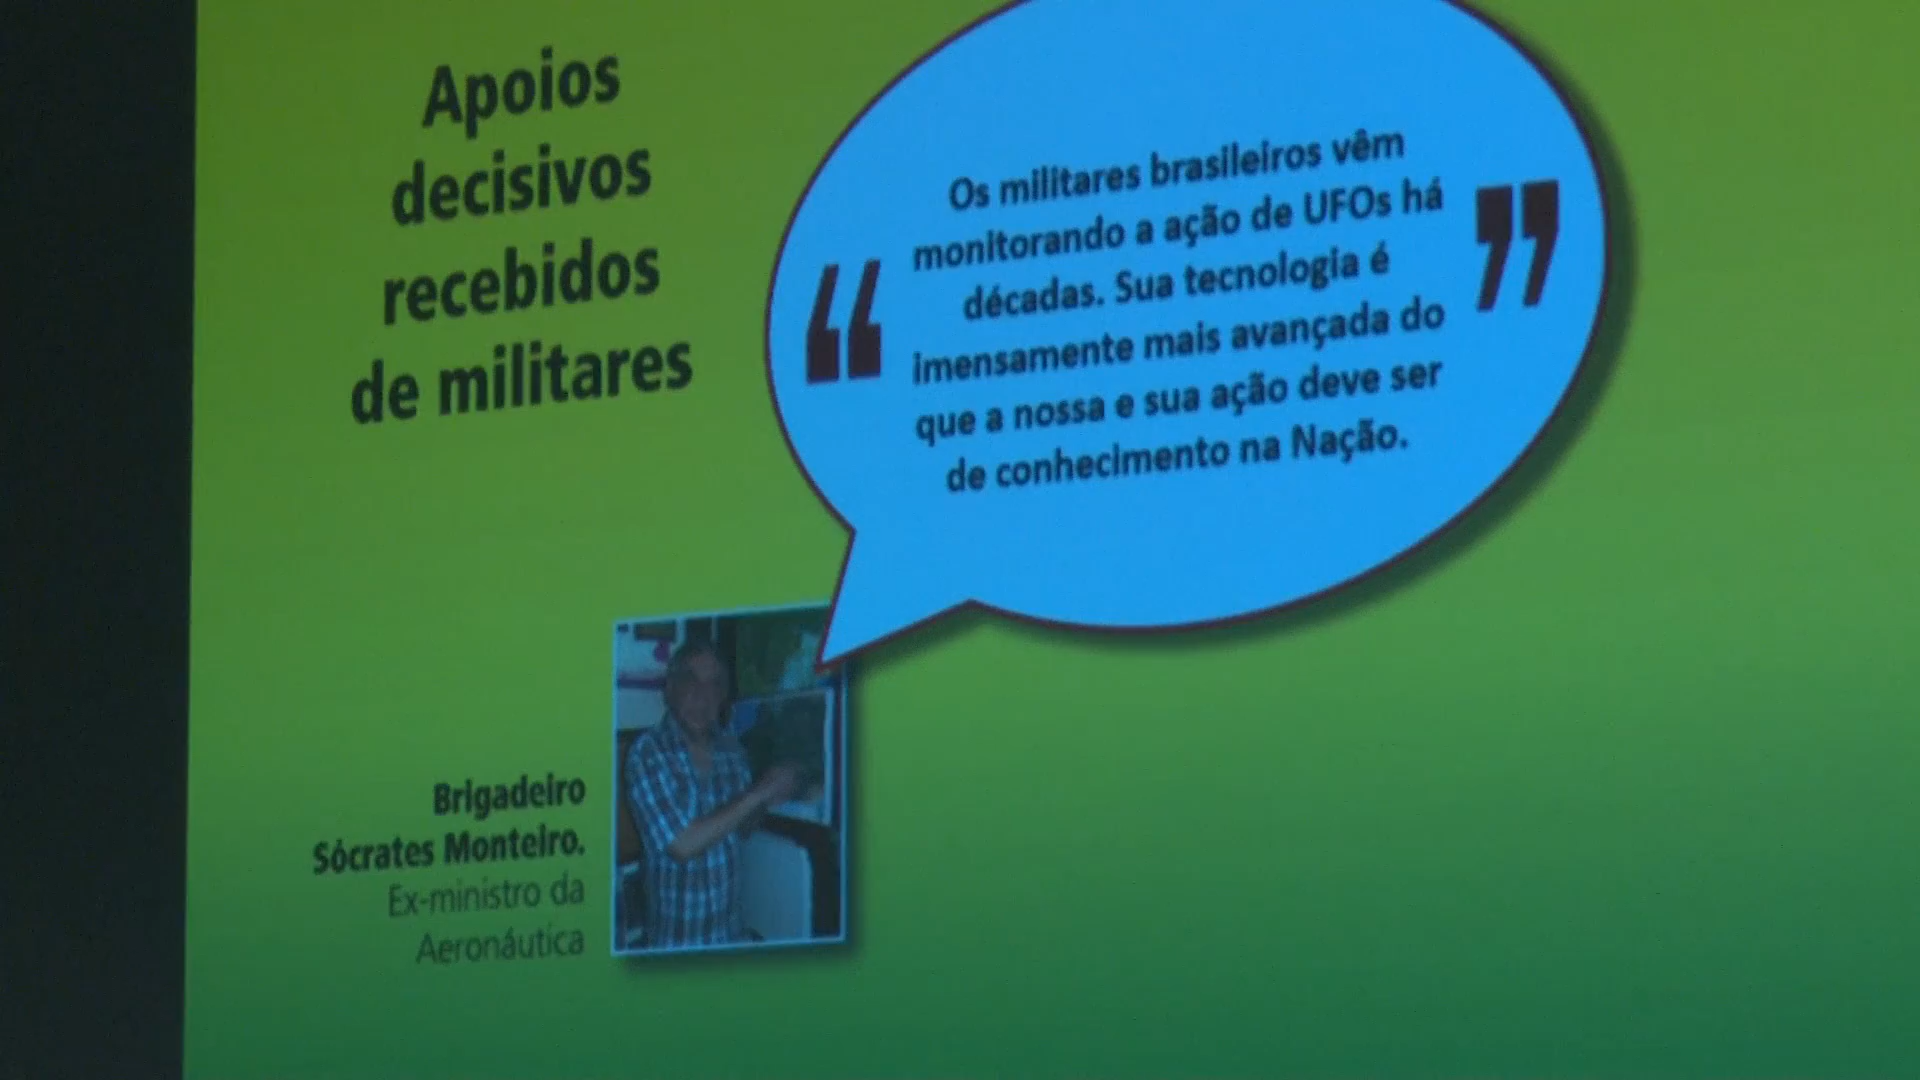 Apoios
decisivos
recebidos
de militares
“
Os militares brasileiros vêm
monitorando a ação de UFOs há
décadas. Sua tecnologia é
imensamente mais avançada do
que a nossa e sua ação deve ser
de conhecimento na Nação.
”
Brigadeiro
Sócrates Monteiro.
Ex-ministro da
Aeronáutica